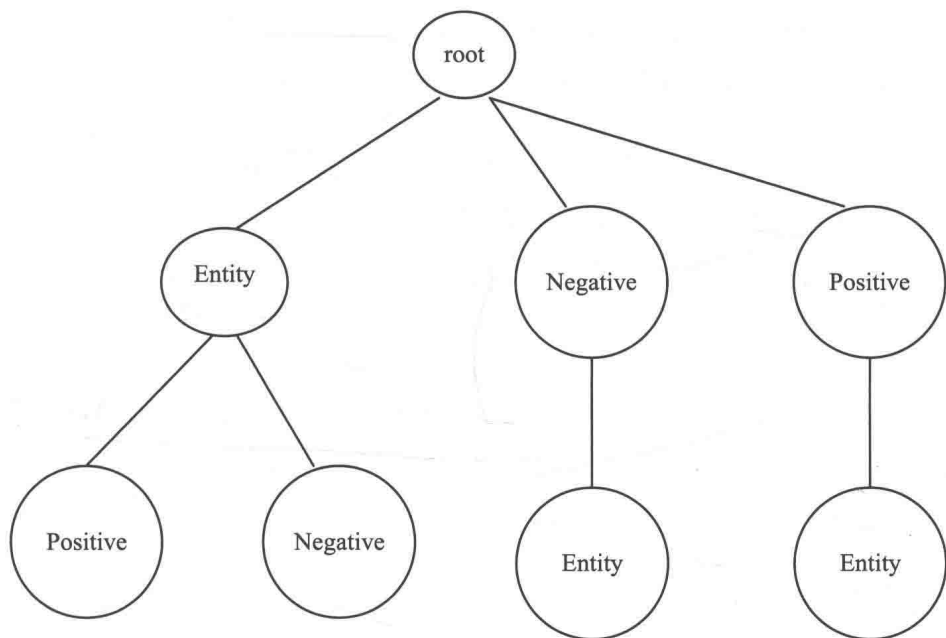 root
Entity
Negative
Positive
Positive
Negative
Entity
Entity